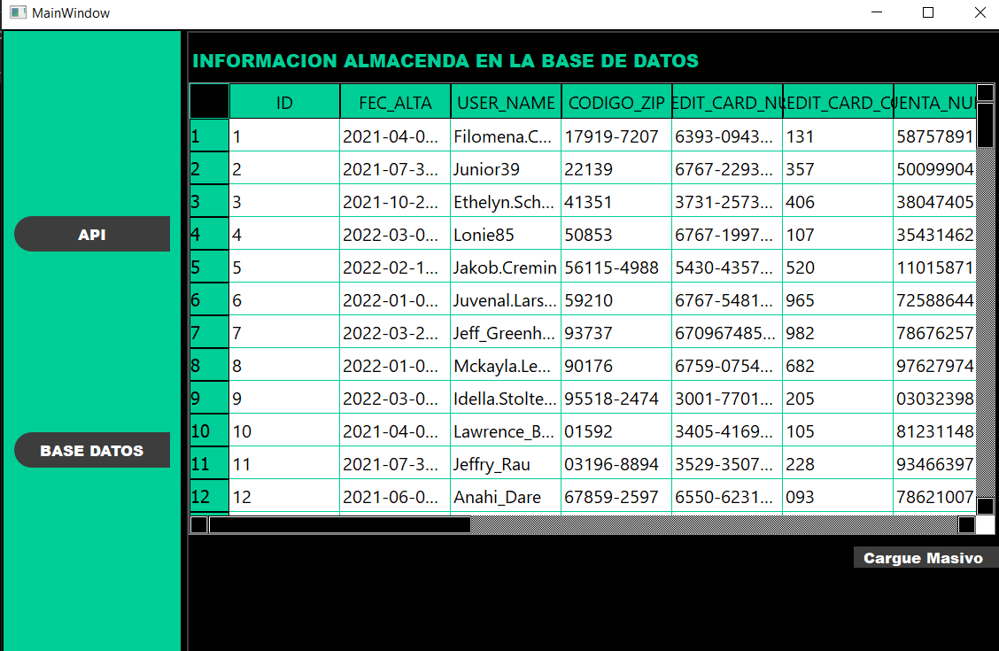 MainWindow
INFORMACION ALMACENDA EN LA BASE DE DATOS
ID FEC_ALTA USER_NAME CODIGO_ZIP EDIT_CARD_NU EDIT_CARD_C UENTA_NU
1 1 2021-04-0... Filomena.C... 17919-7207 6393-0943... 131 58757891
2 2 2021-07-3... Junior39 22139 6767-2293... 357 50099904
3 3 2021-10-2... Ethelyn.Sch... 41351 3731-2573... 406 38047405
4 4 2022-03-0... Lonie85 50853 6767-1997... 107 35431462
5 5 2022-02-1... Jakob.Cremin 56115-4988 5430-4357... 520 11015871
6 6 2022-01-0... Juvenal.Lars... 59210 6767-5481... 965 72588644
7 7 2022-03-2... Jeff_Greenh... 93737 670967485... 982 78676257
8 8 2022-01-0... Mckayla.Le... 90176 6759-0754... 682 97627974
9 9 2022-03-0... Idella.Stolte... 95518-2474 3001-7701... 205 03032398
10 10 2021-04-0... Lawrence_B... 01592 3405-4169... 105 81231148
11 11 2021-07-3... Jeffry_Rau 03196-8894 3529-3507... 228 93466397
12 12 2021-06-0... Anahi_Dare 67859-2597 6550-6231... 093 78621007
API
BASE DATOS
Cargue Masivo